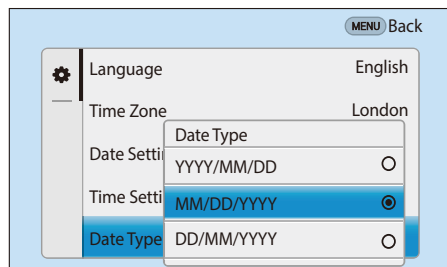 MENU Back
Language English
Time Zone London
Date Type
Date Setti
YYYY/MM/DD
Time Setti
MM/DD/YYYY
Date Type
DD/MM/YYYY